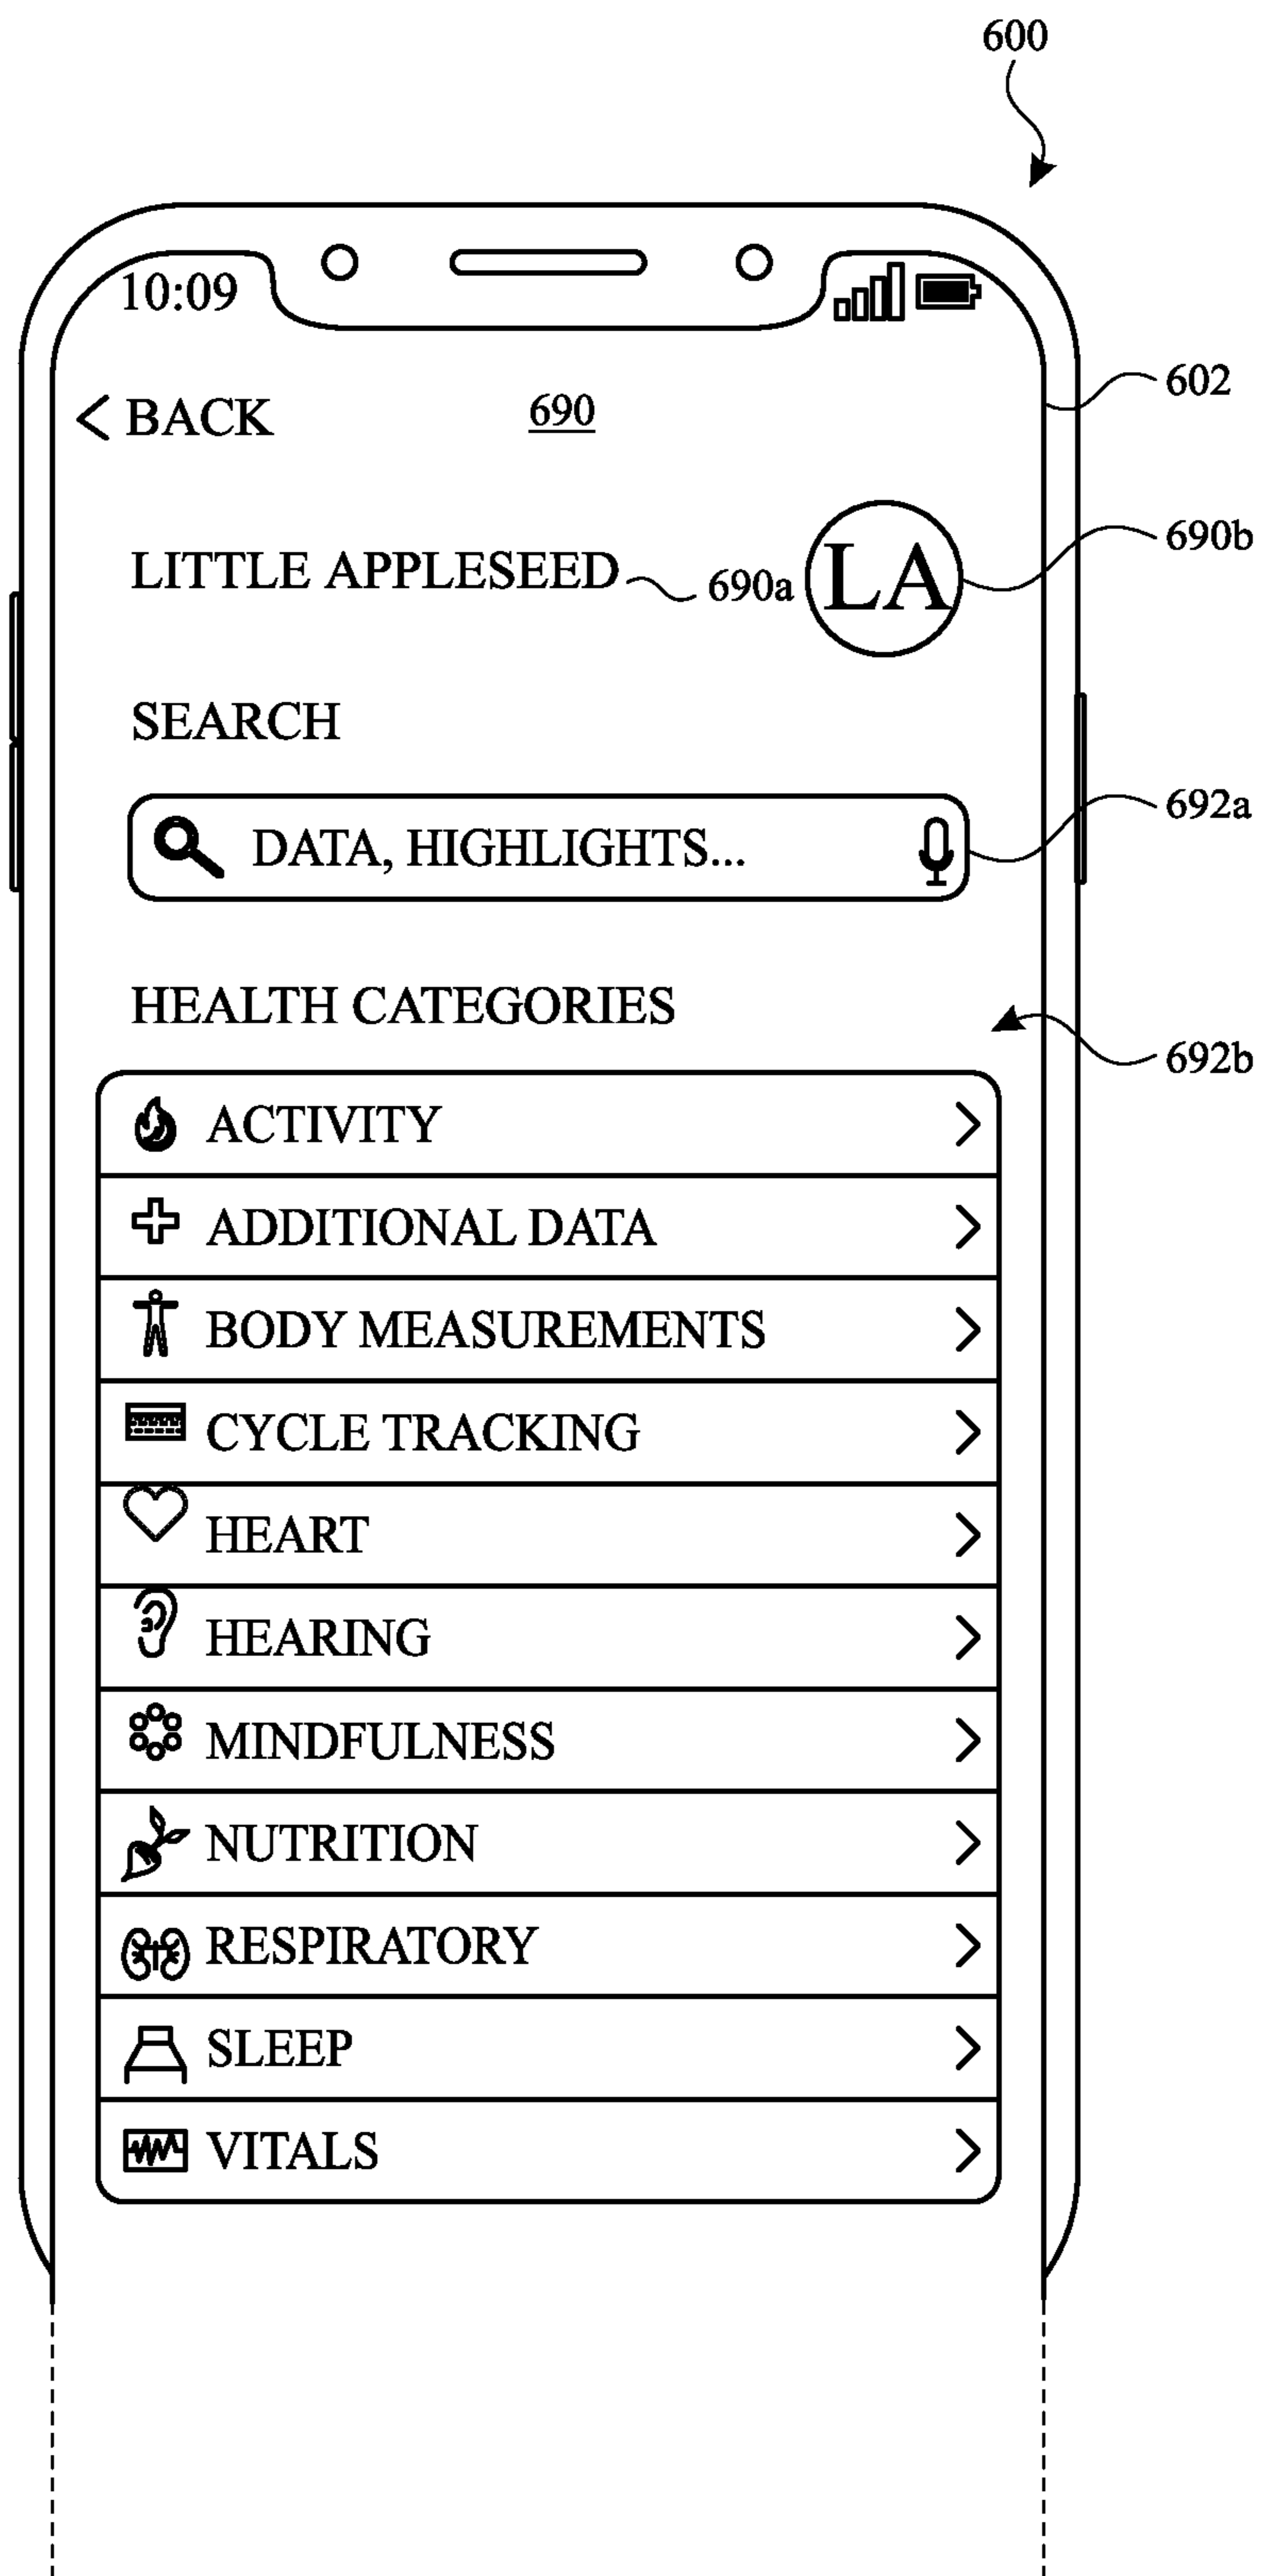 600
10:09
602
< BACK 690
690b
LITTLE APPLESEED 690a LA
SEARCH
692a
DATA, HIGHLIGHTS...
HEALTH CATEGORIES
692b
ACTIVITY
ADDITIONAL DATA
BODY MEASUREMENTS
CYCLE TRACKING
HEART
HEARING
MINDFULNESS
NUTRITION
RESPIRATORY
SLEEP
VITALS